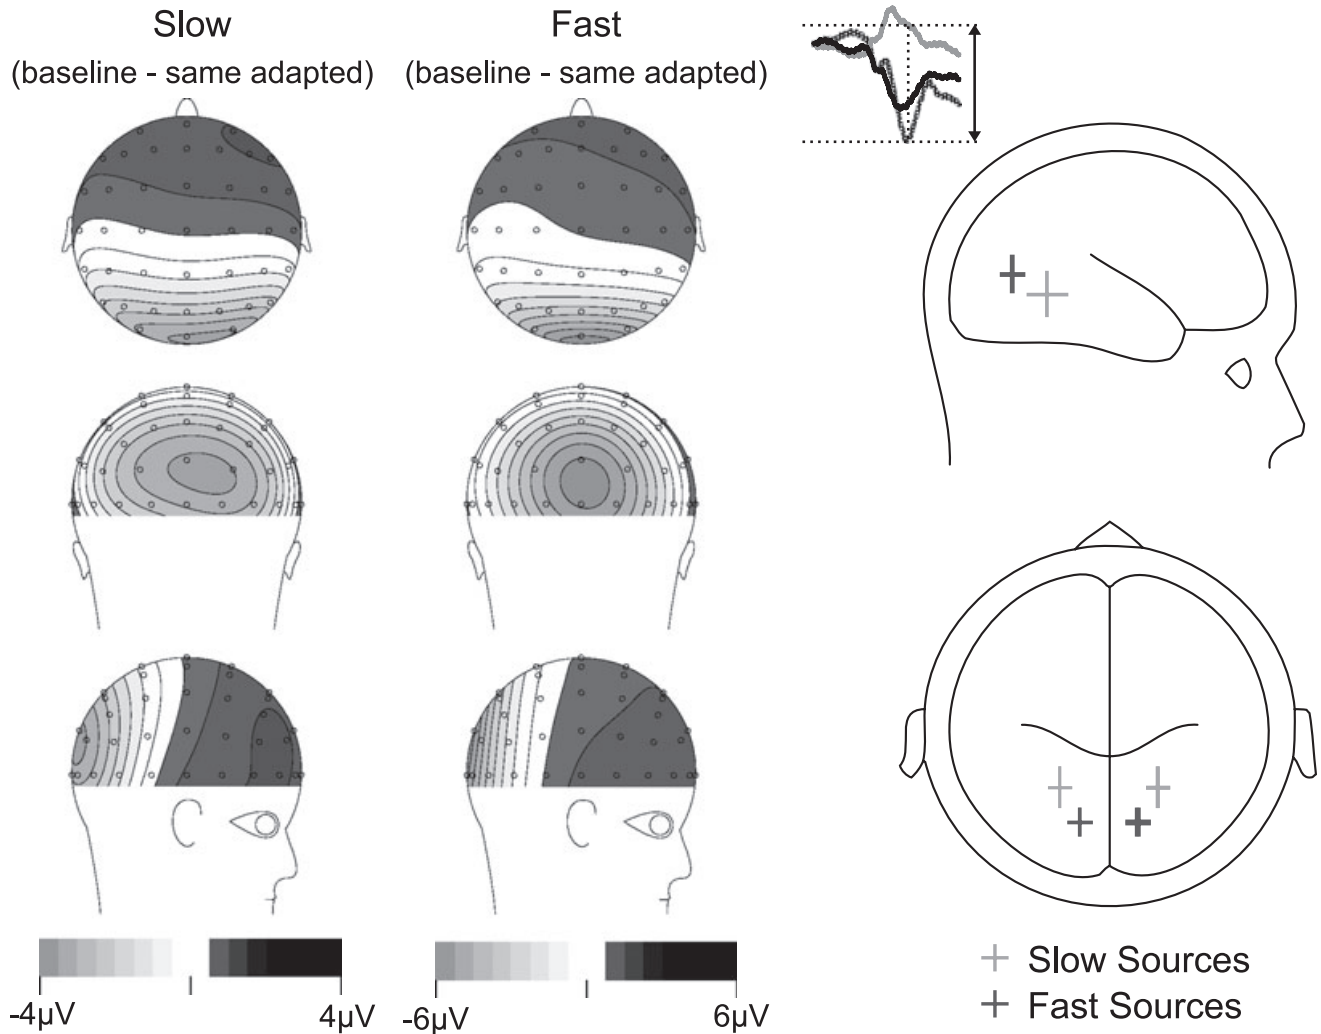 Slow
(baseline - same adapted)
Fast
(baseline - same adapted)
-4µV
4µV
-6µV
6µV
Slow Sources
Fast Sources